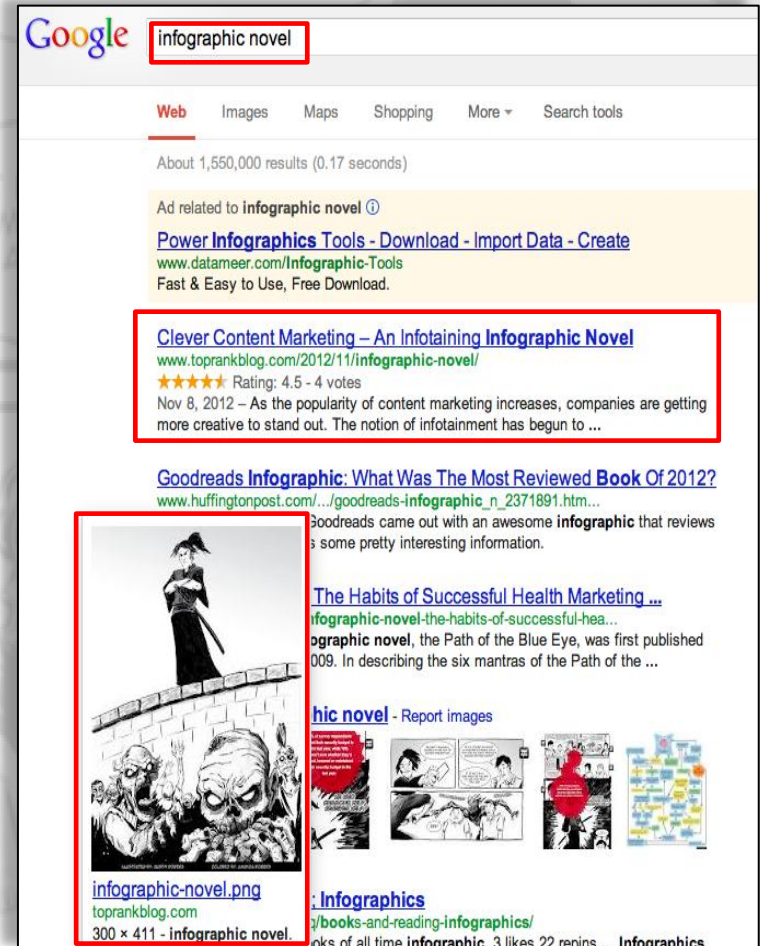 Google
infographic novel
Web Images Maps Shopping More Search tools
About 1,550,000 results (0.17 seconds)
Ad related to infographic novel
Power Infographics Tools - Download - Import Data - Create
www.datameer.com/Infographic-Tools
Fast & Easy to Use, Free Download.
Clever Content Marketing – An Infotaining Infographic Novel
www.toprankblog.com/2012/11/infographic-novel/
Rating: 4.5 - 4 votes
Nov 8, 2012 – As the popularity of content marketing increases, companies are getting
more creative to stand out. The notion of infotainment has begun to ...
Goodreads Infographic: What Was The Most Reviewed Book Of 2012?
www.huffingtonpost.com/.../goodreads-infographic_n_2371891.htm...
Goodreads came out with an awesome infographic that reviews
some pretty interesting information.
The Habits of Successful Health Marketing ...
infographic-novel-the-habits-of-successful-hea...
ographic novel, the Path of the Blue Eye, was first published
009. In describing the six mantras of the Path of the ...
hic novel - Report images
infographic-novel.png
toprankblog.com
300 × 411 - infographic novel.
: Infographics
/books-and-reading-infographics/
oks of all time infographic. 3 likes 22 repins.... Infographics